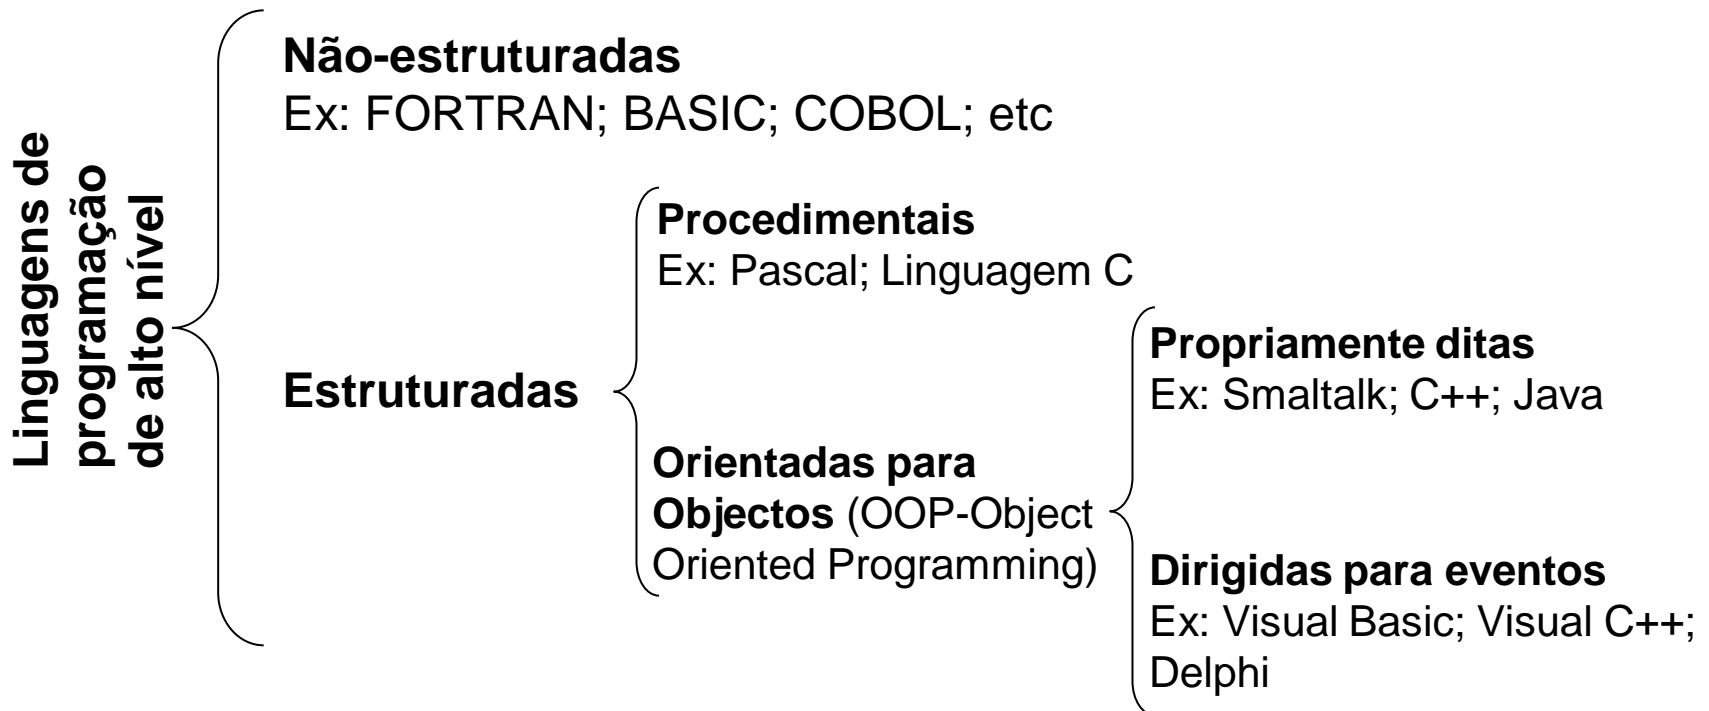 Linguagens de
programação
de alto nível
Não-estruturadas
Ex: FORTRAN; BASIC; COBOL; etc
Estruturadas
Procedimentais
Ex: Pascal; Linguagem C
Orientadas para
Objectos (OOP-Object
Oriented Programming)
Propriamente ditas
Ex: Smaltalk; C++; Java
Dirigidas para eventos
Ex: Visual Basic; Visual C++;
Delphi